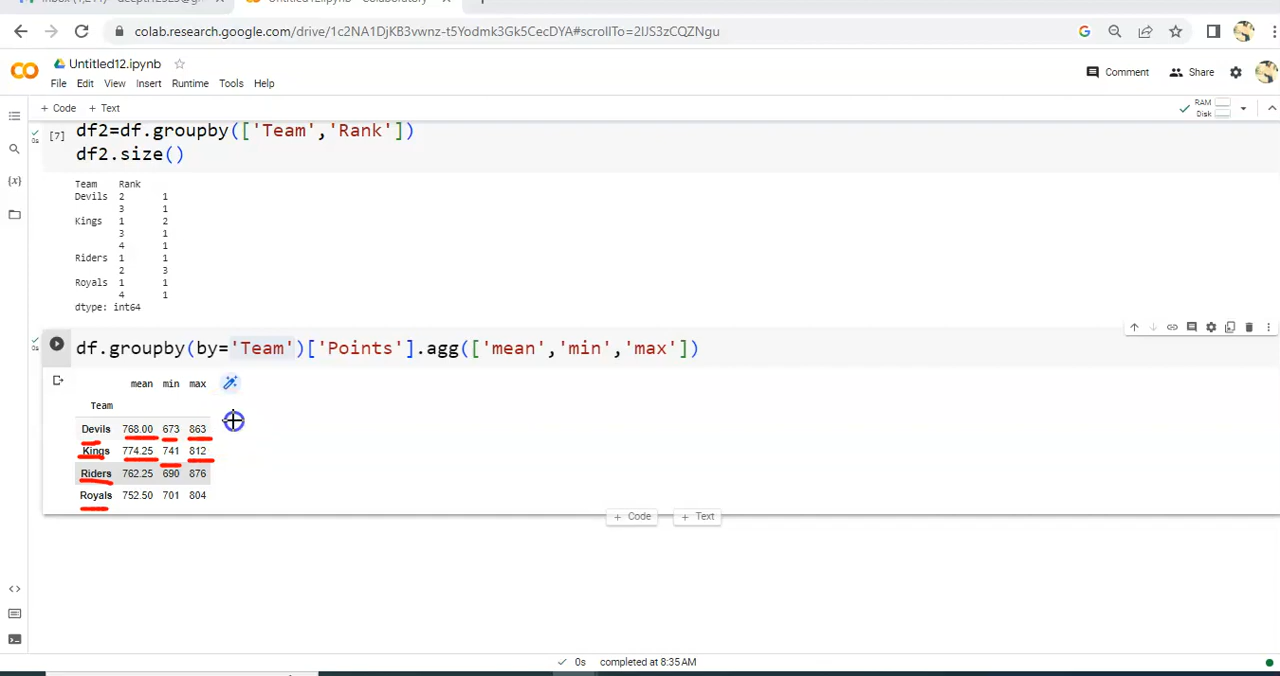 colab.research.google.com/drive/1c2NA1DjKB3vwnz-t5Yodmk3Gk5CecDYA#scrollTo=2IJS3zCQZNgu
Untitled12.ipynb
File Edit View Insert Runtime Tools Help
Comment Share
+ Code + Text
RAM
Disk
[7] df2=df.groupby(['Team','Rank'])
0s
df2.size()
Team Rank
Devils 2 1
3 1
Kings 1 2
3 1
4 1
Riders 1 1
2 3
Royals 1 1
4 1
dtype: int64
df.groupby(by='Team')['Points'].agg(['mean','min','max'])
0s
mean min max
Team
Devils 768.00 673 863
Kings 774.25 741 812
Riders 762.25 690 876
Royals 752.50 701 804
+ Code + Text
0s completed at 8:35 AM